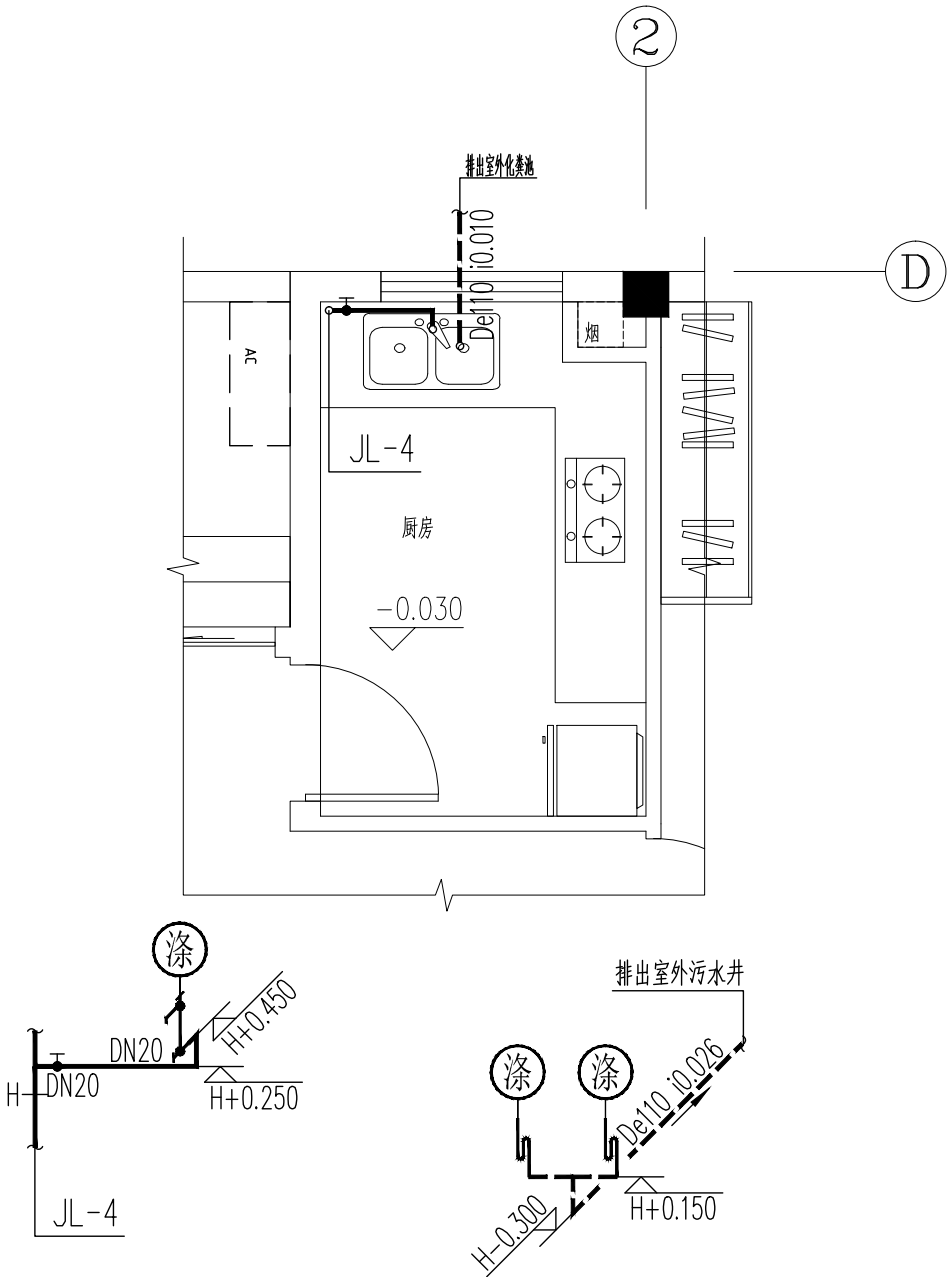 2
排出室外化粪池
De110 i0.010
D
烟
AC
JL-4
厨房
-0.030
涤
排出室外污水井
H+0.450
DN20
DN20
H
H+0.250
涤
涤
De110 i0.026
JL-4
H-0.300
H+0.150